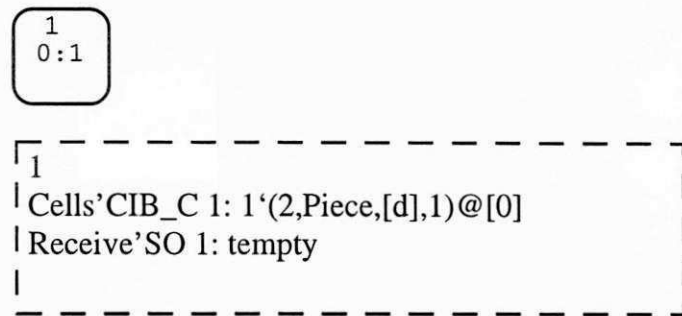 1
0:1
1
Cells’CIB_C 1: 1‘(2,Piece,[d],1)@[0]
Receive’SO 1: tempty